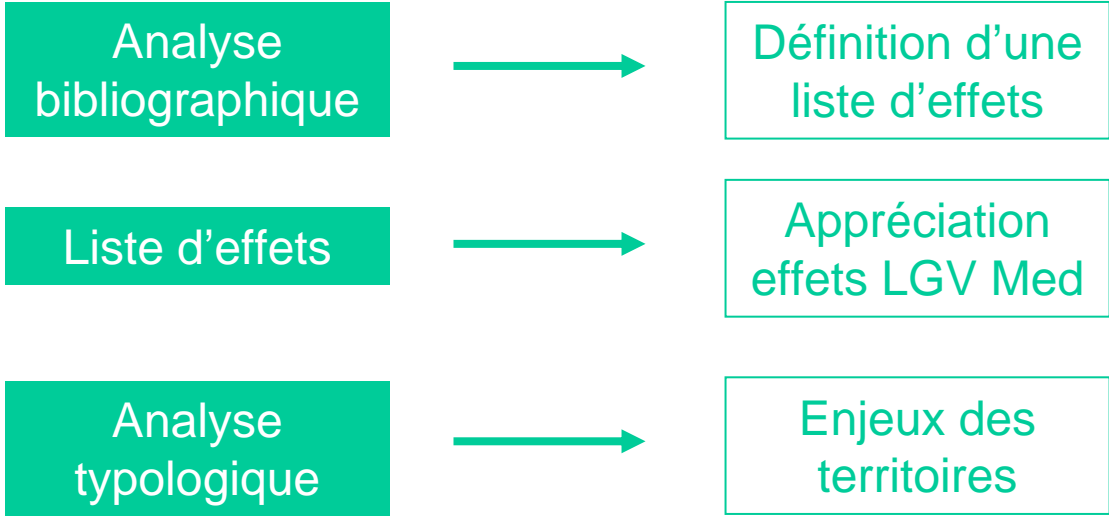 Analyse
bibliographique
Définition d’une
liste d’effets
Liste d’effets
Appréciation
effets LGV Med
Analyse
typologique
Enjeux des
territoires